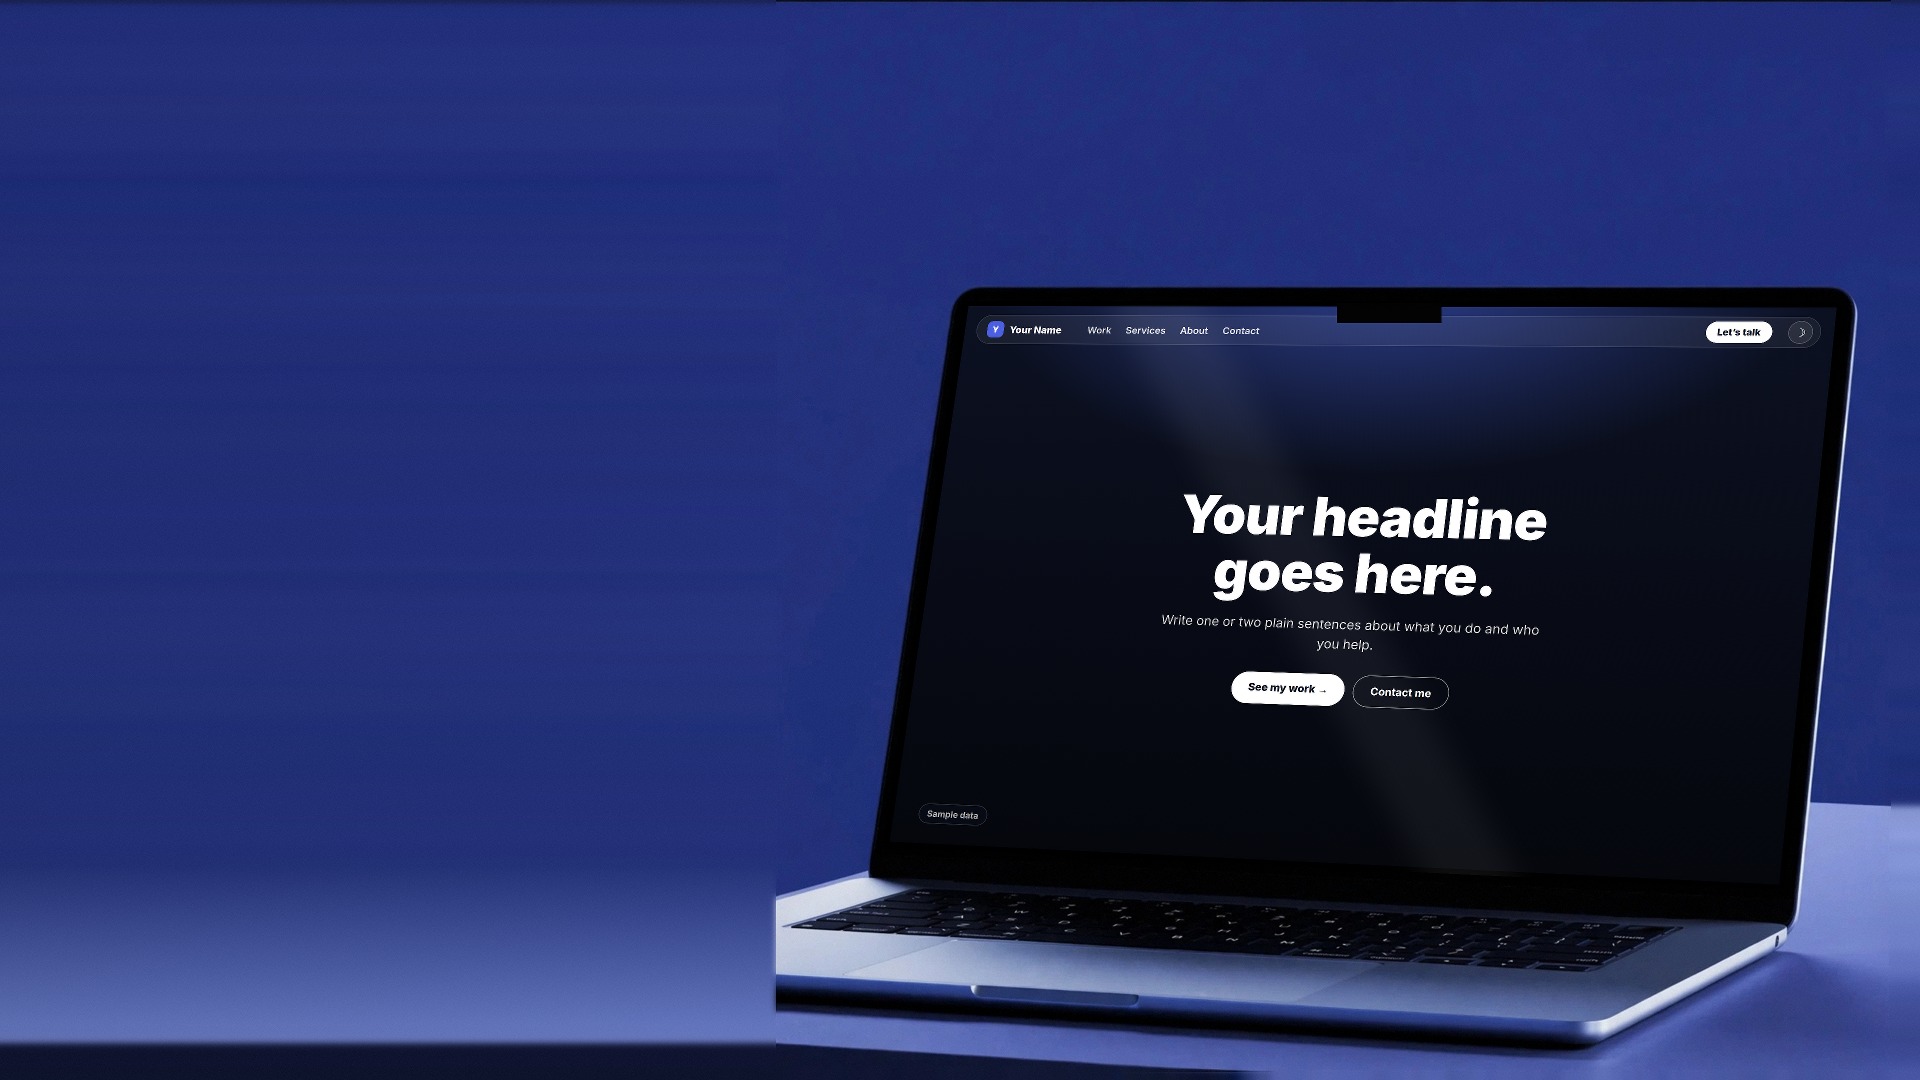 Y Your Name Work Services About Contact Let's talk
Your headline
goes here.
Write one or two plain sentences about what you do and who
you help.
See my work → Contact me
Sample data